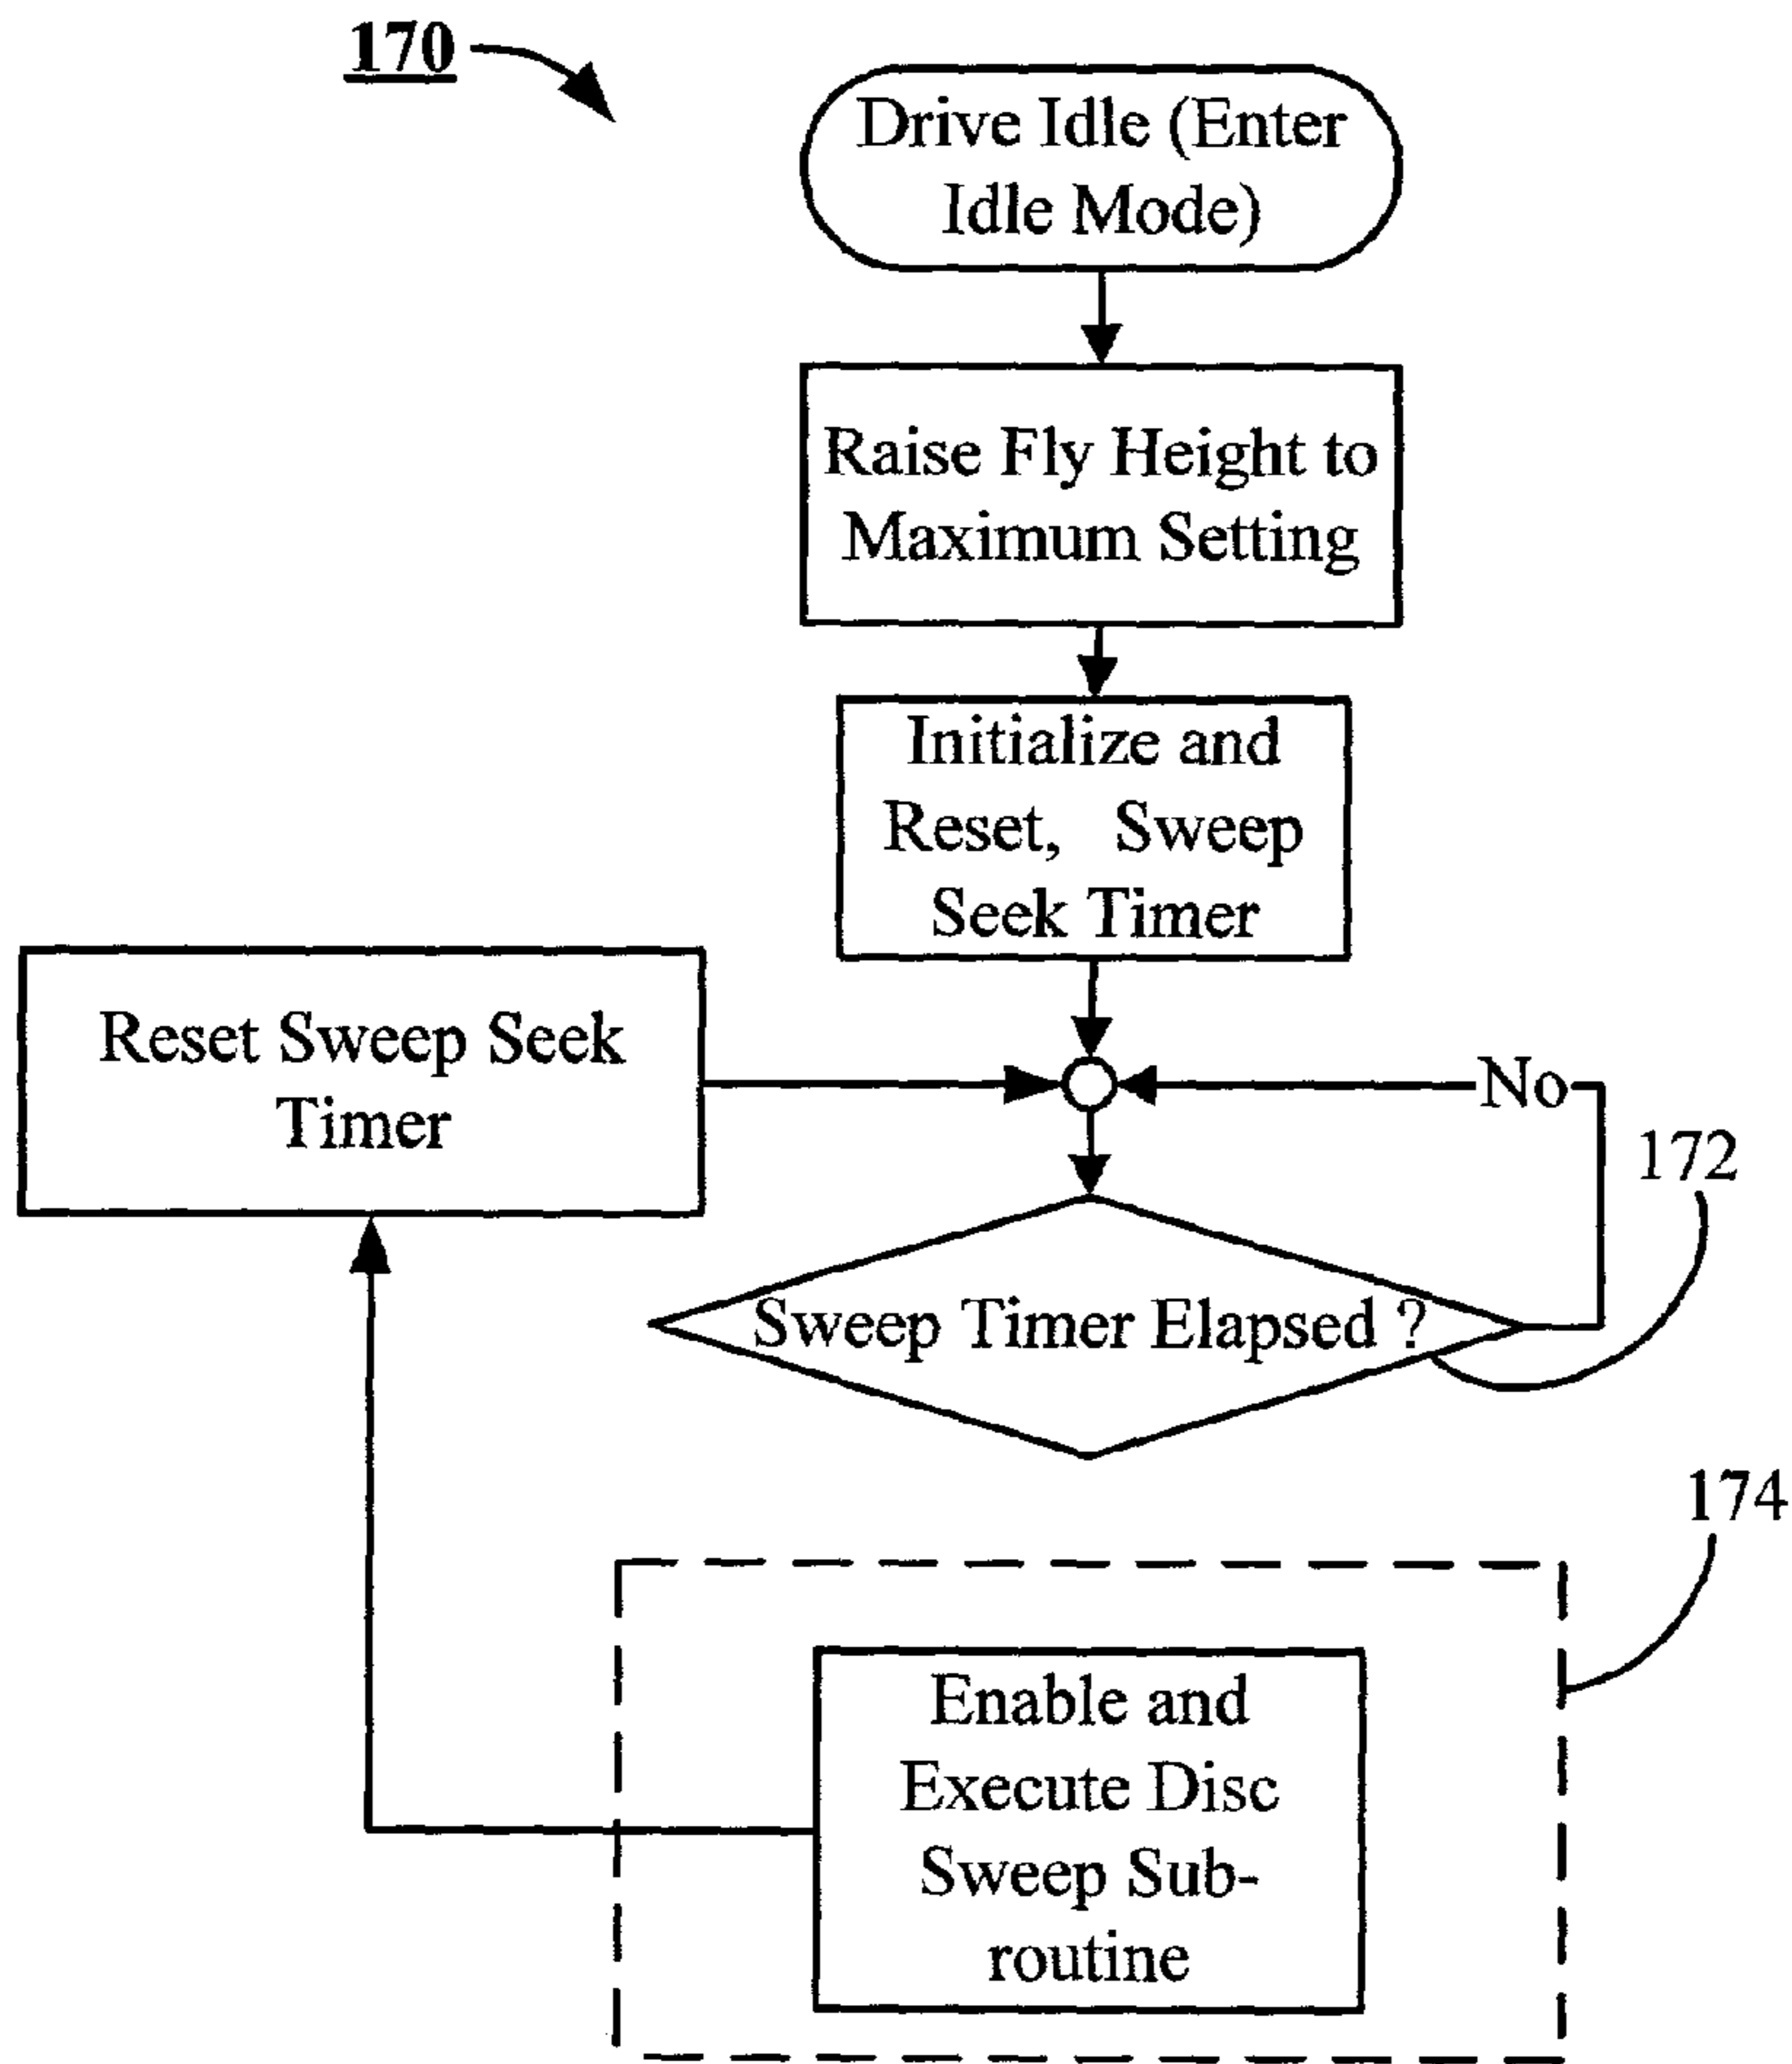 170
Drive Idle (Enter
Idle Mode)
Raise Fly Height to
Maximum Setting
Initialize and
Reset, Sweep
Seek Timer
Reset Sweep Seek
Timer
No
172
Sweep Timer Elapsed ?
174
Enable and
Execute Disc
Sweep Sub-
routine